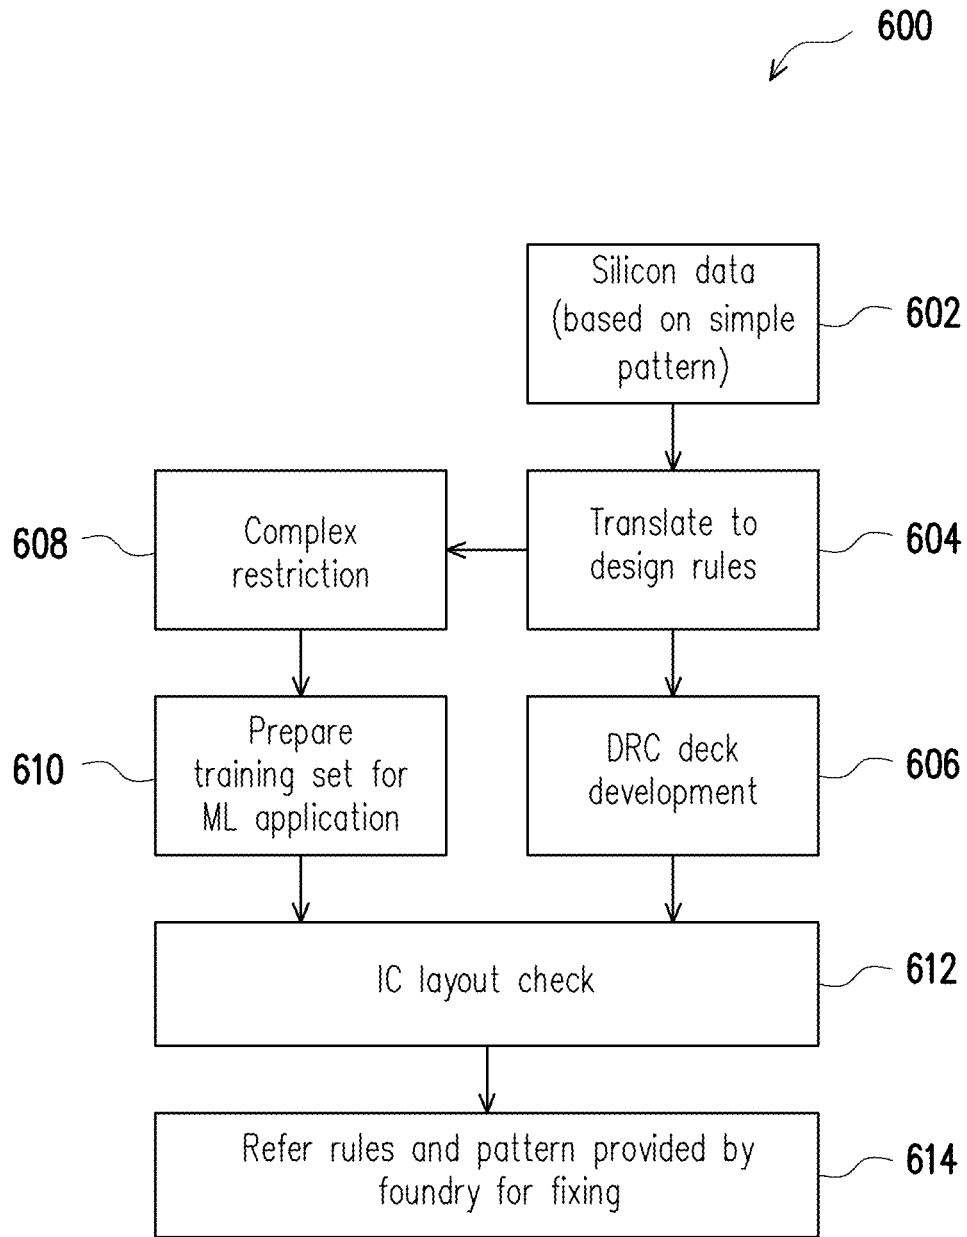 600
Silicon data
(based on simple
pattern)
602
608
Complex
restriction
Translate to
design rules
604
610
Prepare
training set for
ML application
DRC deck
development
606
IC layout check
612
Refer rules and pattern provided by
foundry for fixing
614